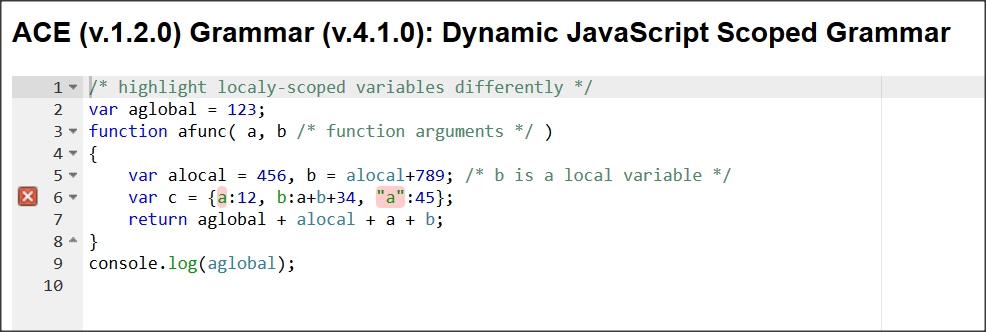 ACE (v.1.2.0) Grammar (v.4.1.0): Dynamic JavaScript Scoped Grammar
1 /* highlight localy-scoped variables differently */
2 var aglobal = 123;
3 function afunc( a, b /* function arguments */ )
4 {
5     var alocal = 456, b = alocal+789; /* b is a local variable */
6     var c = {a:12, b:a+b+34, "a":45};
7     return aglobal + alocal + a + b;
8 }
9 console.log(aglobal);
10